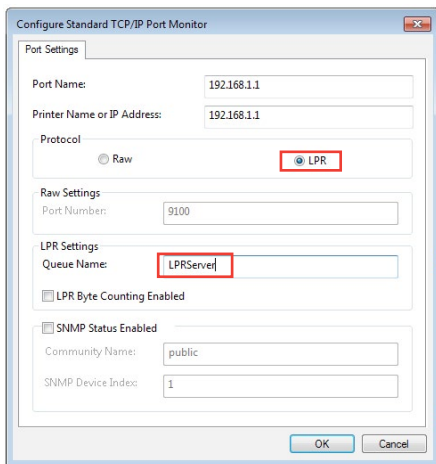 Configure Standard TCP/IP Port Monitor
Port Settings
Port Name: 192.168.1.1
Printer Name or IP Address: 192.168.1.1
Protocol
Raw LPR
Raw Settings
Port Number: 9100
LPR Settings
Queue Name: LPRServer
LPR Byte Counting Enabled
SNMP Status Enabled
Community Name: public
SNMP Device Index: 1
OK Cancel